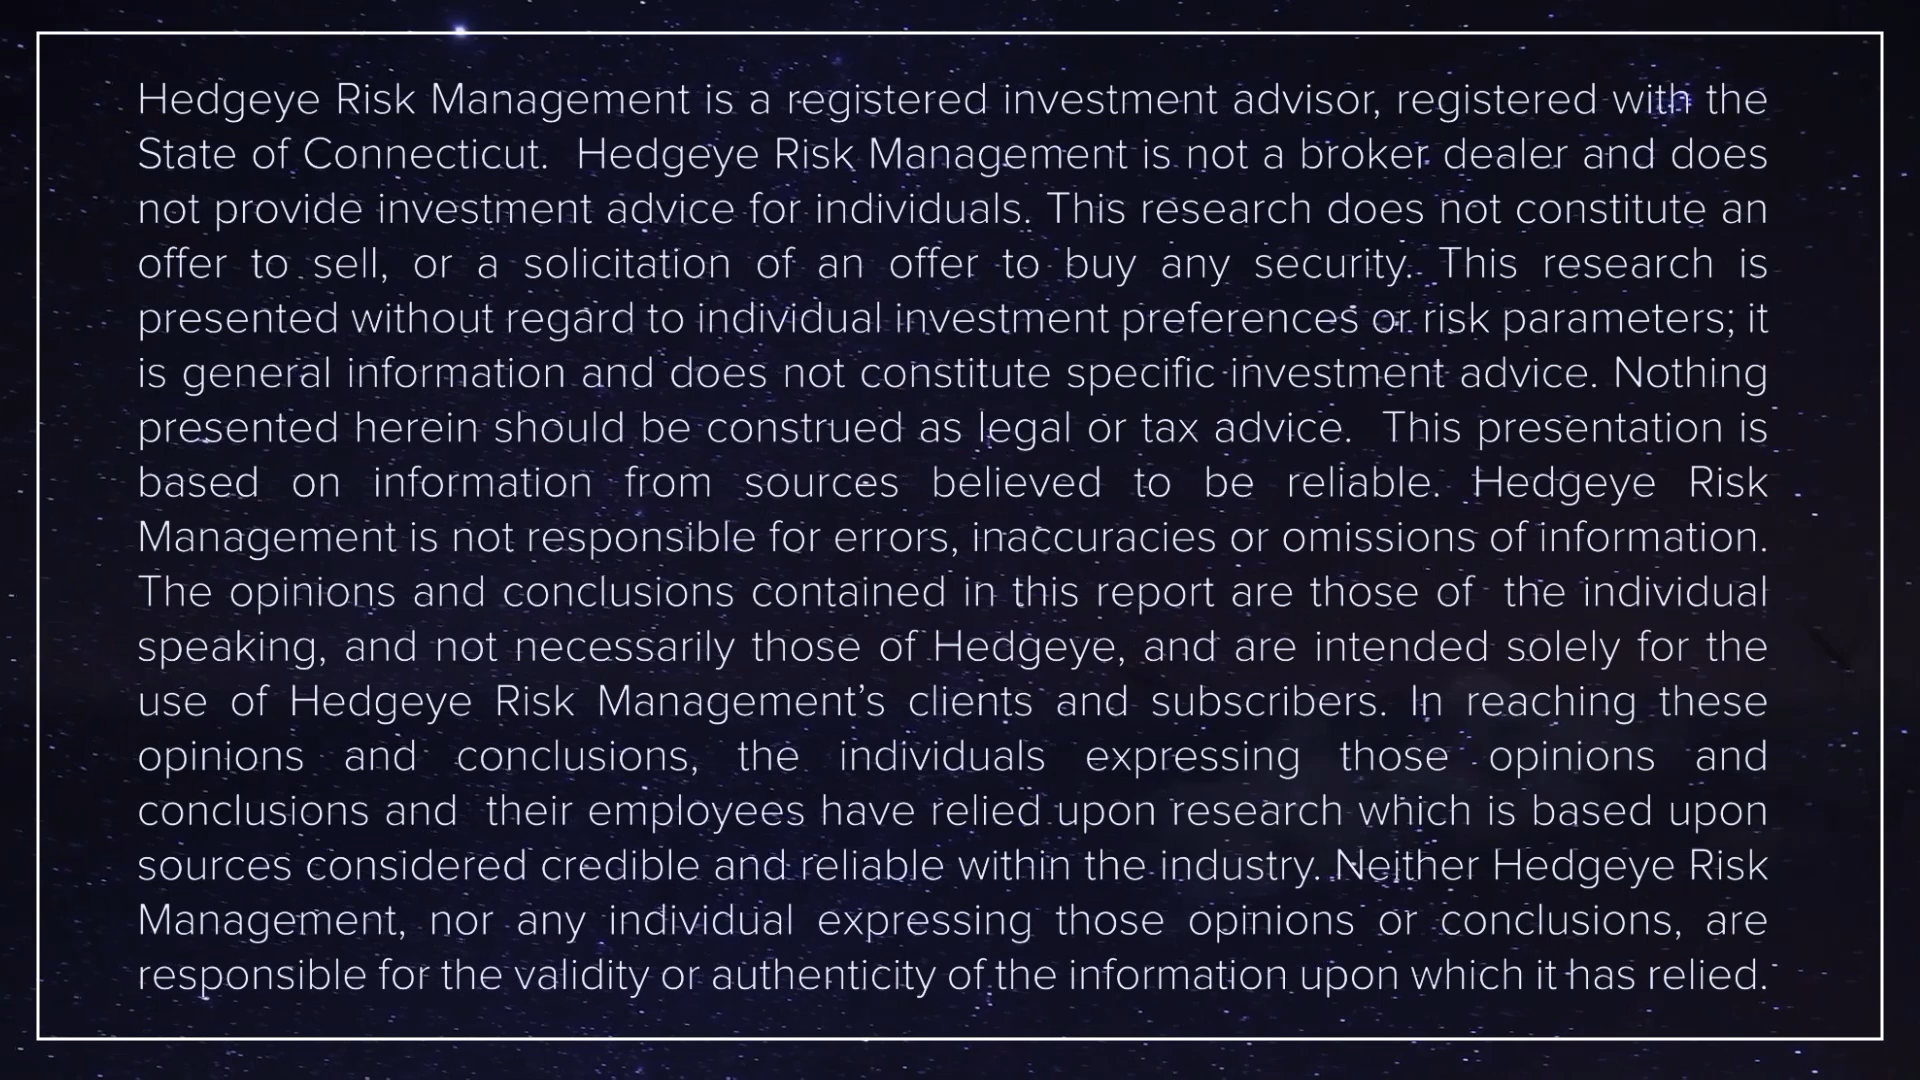 Hedgeye Risk Management is a registered investment advisor, registered with the
State of Connecticut.  Hedgeye Risk Management is not a broker dealer and does
not provide investment advice for individuals. This research does not constitute an
offer to sell, or a solicitation of an offer to buy any security. This research is
presented without regard to individual investment preferences or risk parameters; it
is general information and does not constitute specific investment advice. Nothing
presented herein should be construed as legal or tax advice.  This presentation is
based on information from sources believed to be reliable. Hedgeye Risk
Management is not responsible for errors, inaccuracies or omissions of information.
The opinions and conclusions contained in this report are those of  the individual
speaking, and not necessarily those of Hedgeye, and are intended solely for the
use of Hedgeye Risk Management’s clients and subscribers. In reaching these
opinions and conclusions, the individuals expressing those opinions and
conclusions and  their employees have relied upon research which is based upon
sources considered credible and reliable within the industry. Neither Hedgeye Risk
Management, nor any individual expressing those opinions or conclusions, are
responsible for the validity or authenticity of the information upon which it has relied.